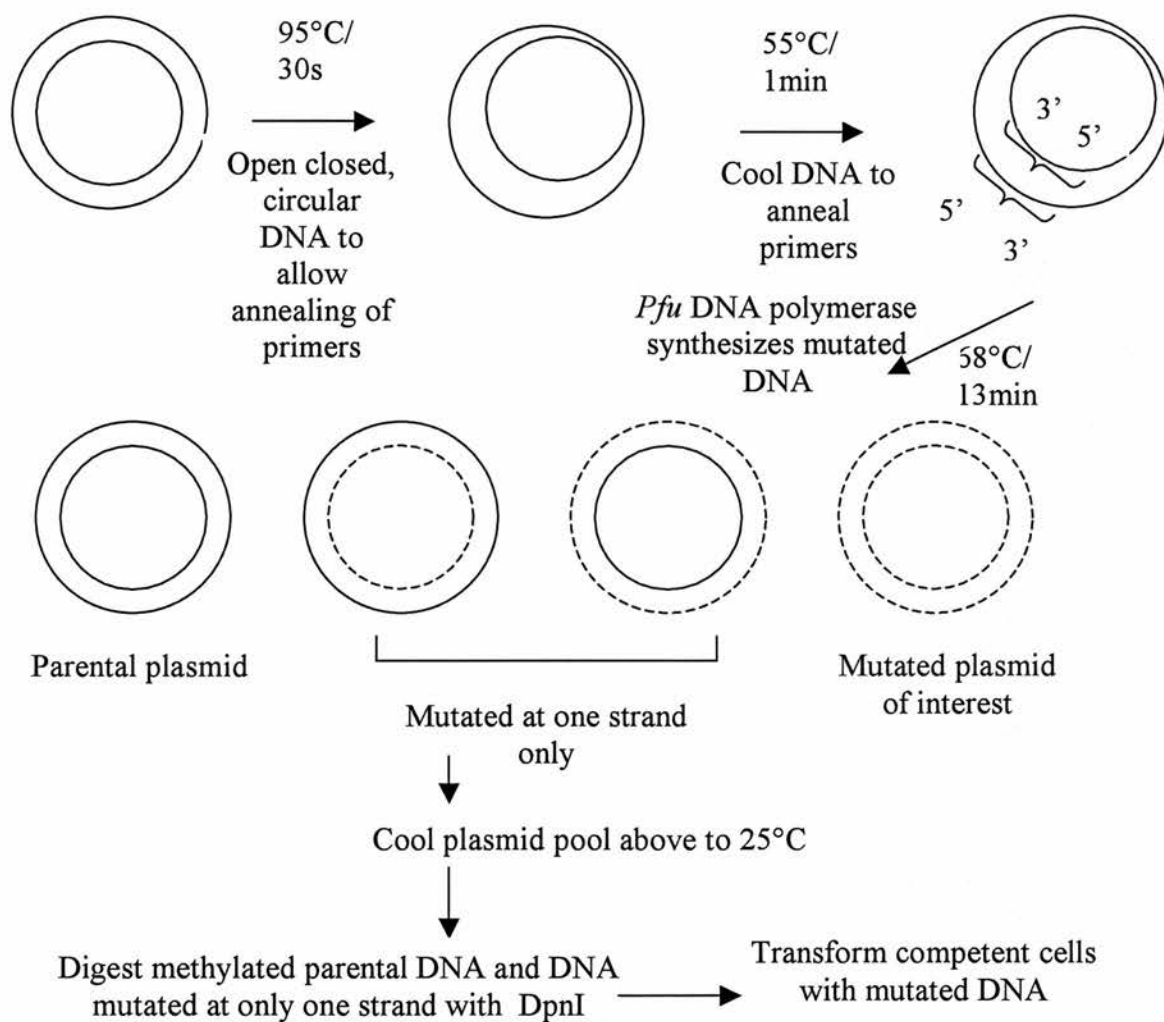 95°C/
30s
Open closed,
circular
DNA to
allow
annealing of
primers
55°C/
1min
Cool DNA to
anneal
primers
3’
5’
5’
3’
Pfu DNA polymerase
synthesizes mutated
DNA
58°C/
13min
Parental plasmid
Mutated at one strand
only
Mutated plasmid
of interest
Cool plasmid pool above to 25°C
Digest methylated parental DNA and DNA
mutated at only one strand with DpnI
Transform competent cells
with mutated DNA